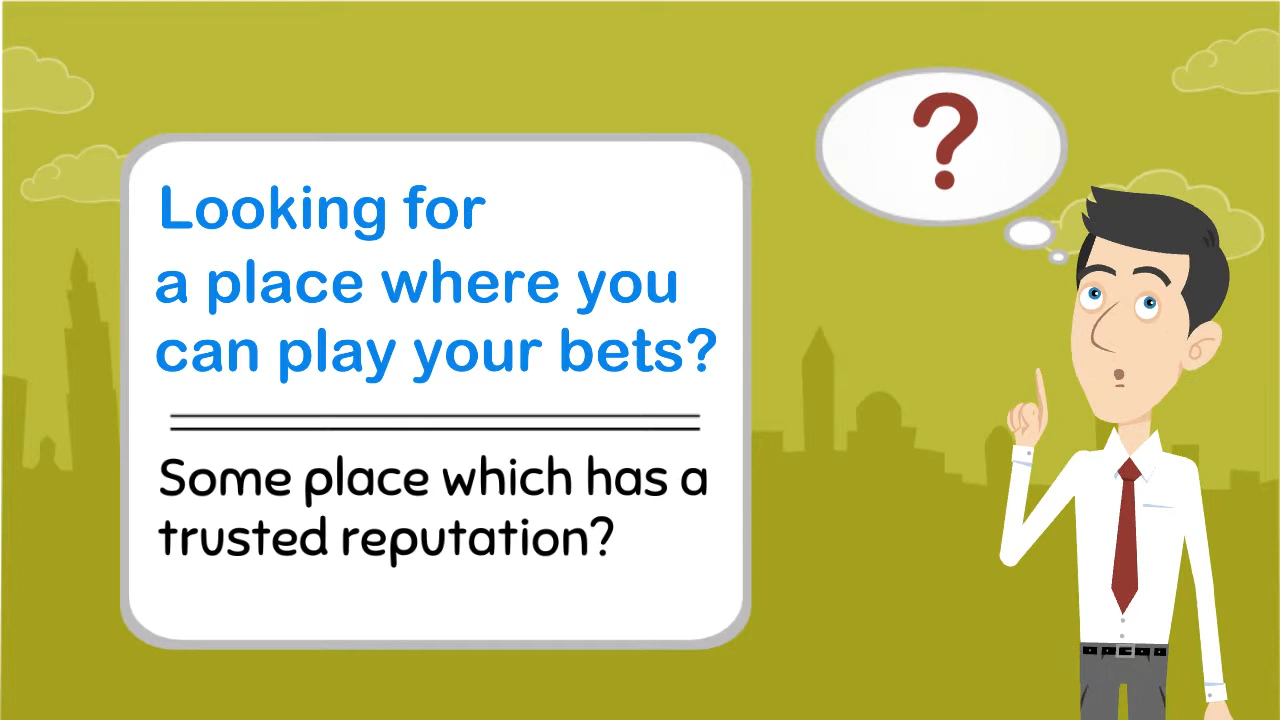 Looking for
a place where you
can play your bets?
Some place which has a
trusted reputation?
?